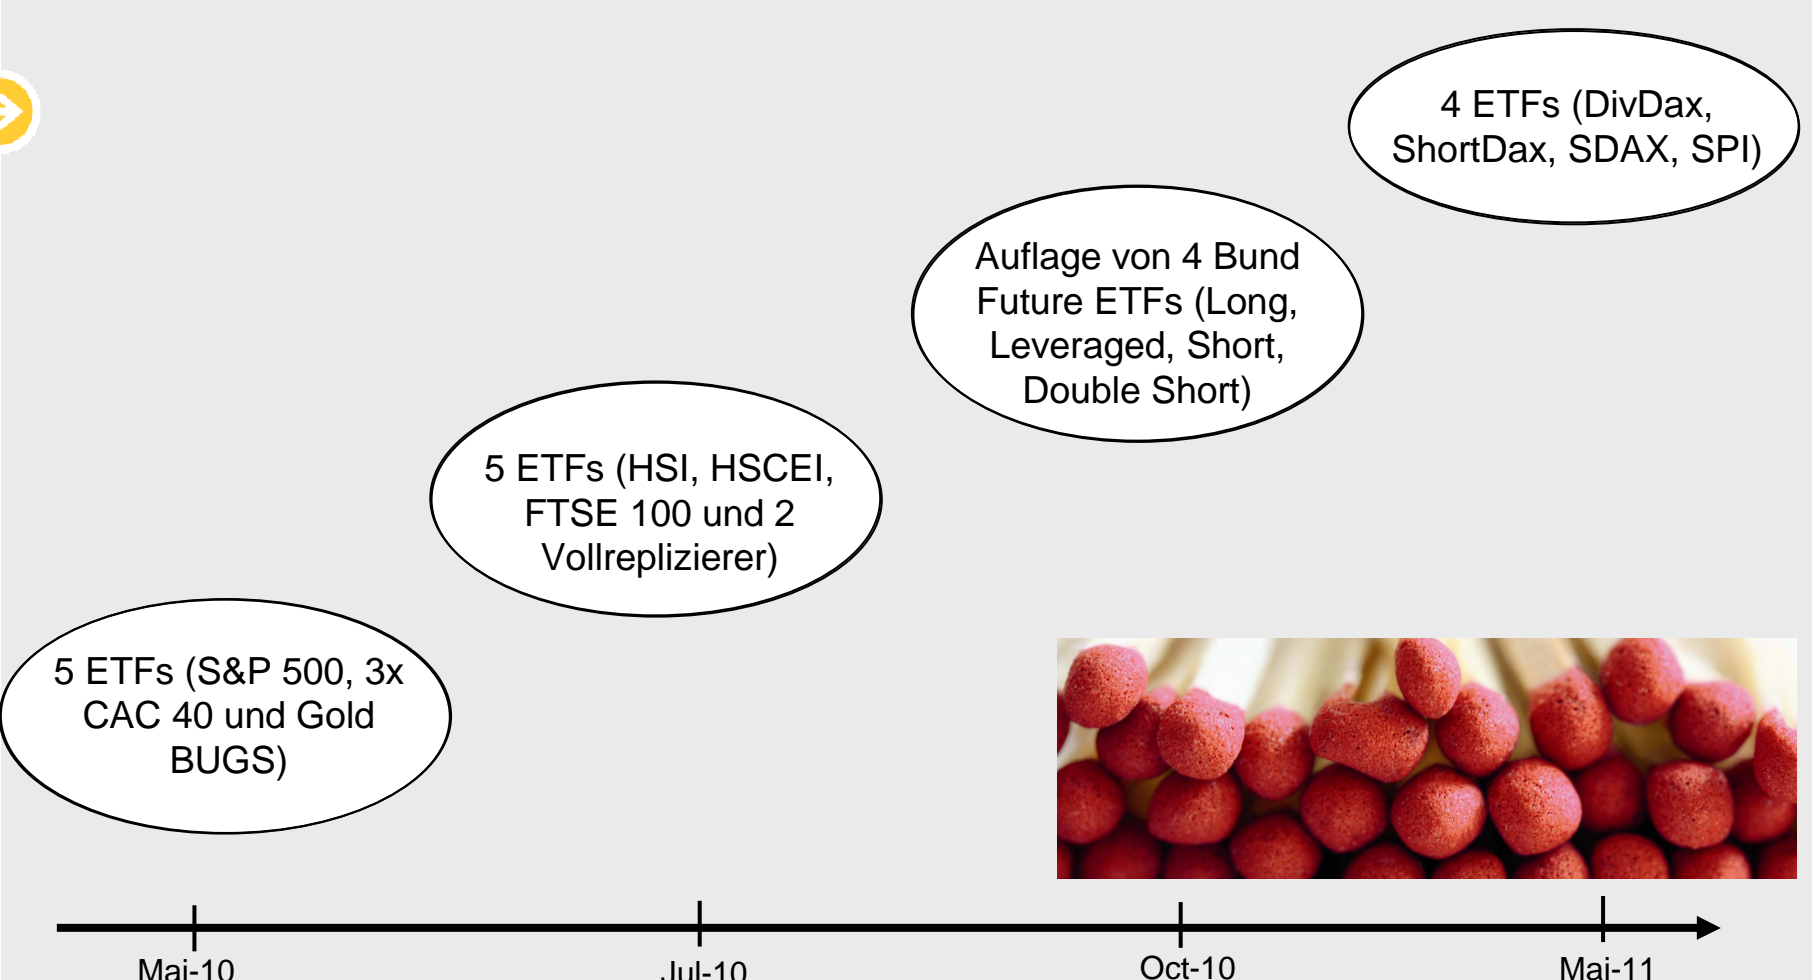 4 ETFs (DivDax,
ShortDax, SDAX, SPI)
Auflage von 4 Bund
Future ETFs (Long,
Leveraged, Short,
Double Short)
5 ETFs (HSI, HSCEI,
FTSE 100 und 2
Vollreplizierer)
5 ETFs (S&P 500, 3x
CAC 40 und Gold
BUGS)
Mai-10
Jul-10
Oct-10
Mai-11